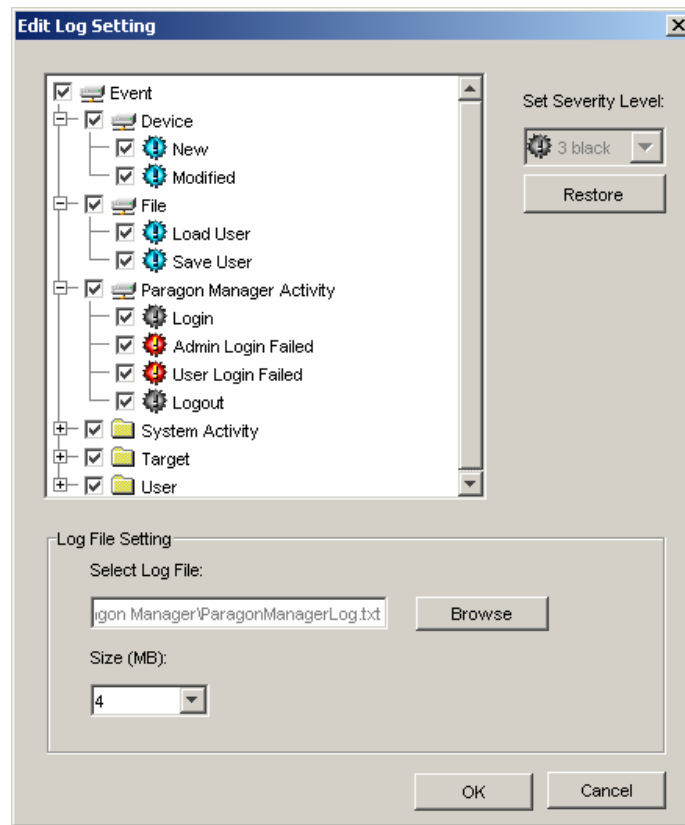 Edit Log Setting
Event
Device
New
Modified
File
Load User
Save User
Paragon Manager Activity
Login
Admin Login Failed
User Login Failed
Logout
System Activity
Target
User
Set Severity Level:
3 black
Restore
Log File Setting
Select Log File:
gon Manager\ParagonManagerLog.txt
Browse
Size (MB):
4
OK
Cancel